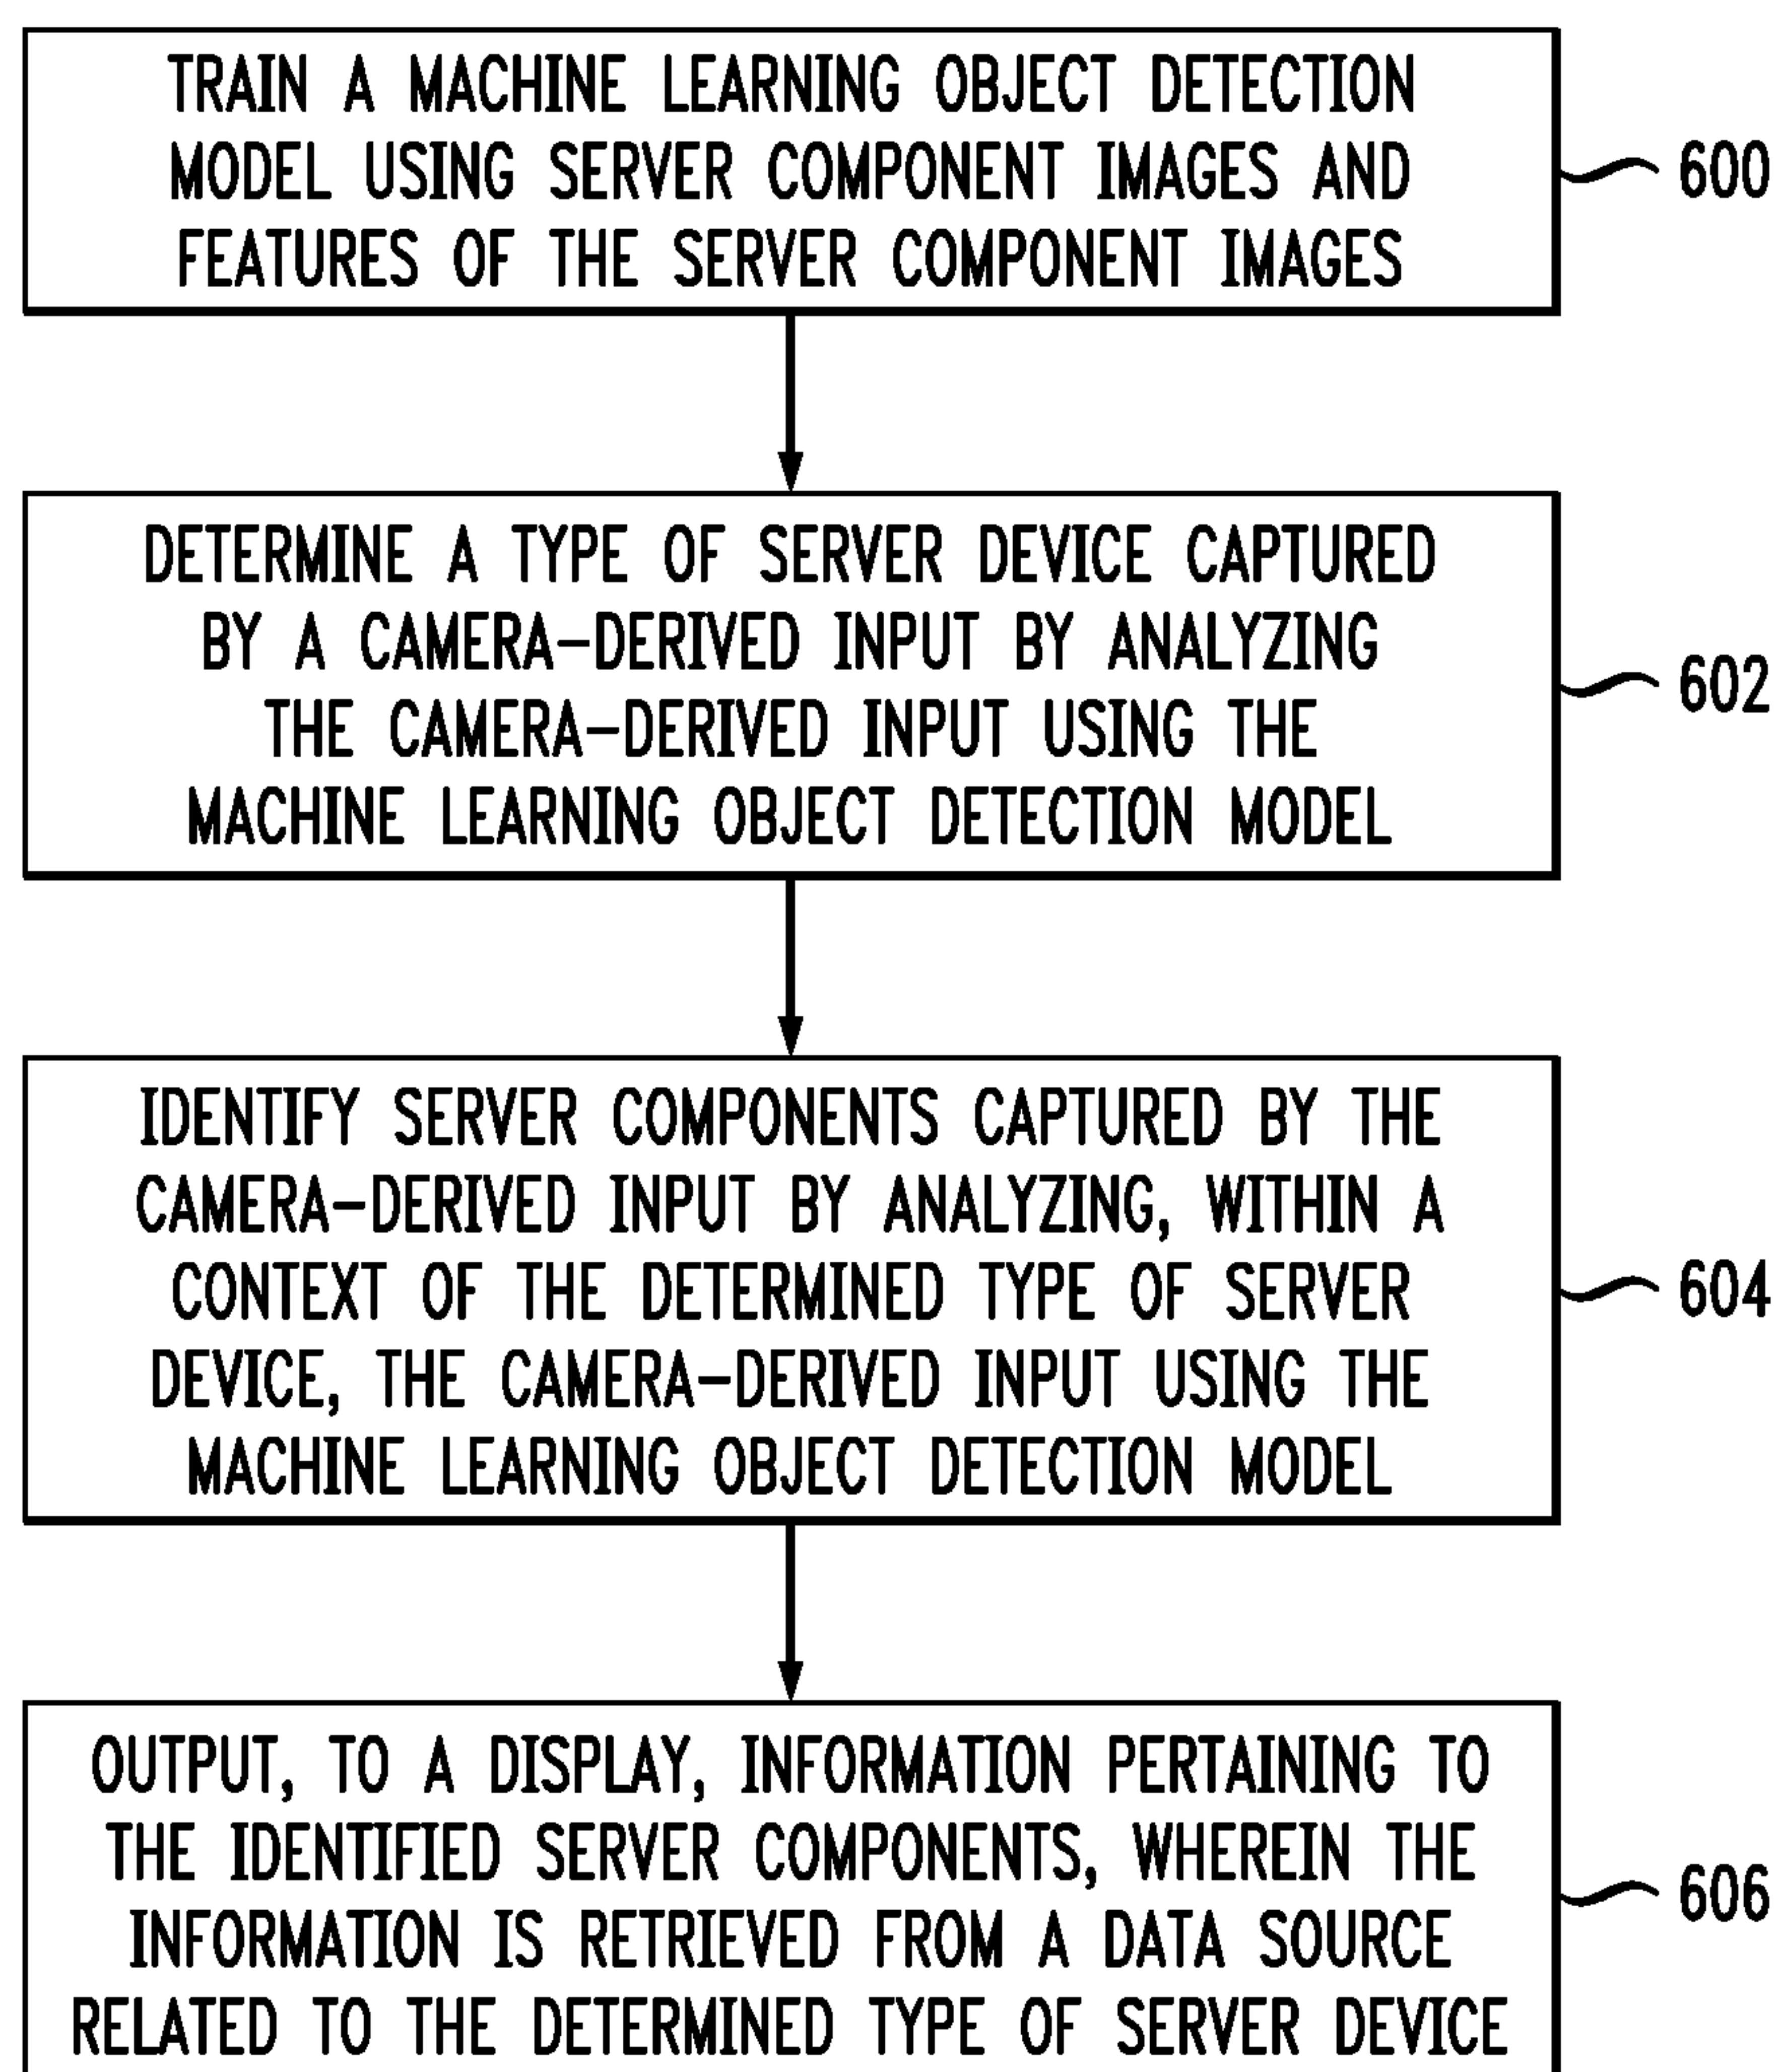 TRAIN A MACHINE LEARNING OBJECT DETECTION
MODEL USING SERVER COMPONENT IMAGES AND
FEATURES OF THE SERVER COMPONENT IMAGES
600
DETERMINE A TYPE OF SERVER DEVICE CAPTURED
BY A CAMERA-DERIVED INPUT BY ANALYZING
THE CAMERA-DERIVED INPUT USING THE
MACHINE LEARNING OBJECT DETECTION MODEL
602
IDENTIFY SERVER COMPONENTS CAPTURED BY THE
CAMERA-DERIVED INPUT BY ANALYZING, WITHIN A
CONTEXT OF THE DETERMINED TYPE OF SERVER
DEVICE, THE CAMERA-DERIVED INPUT USING THE
MACHINE LEARNING OBJECT DETECTION MODEL
604
OUTPUT, TO A DISPLAY, INFORMATION PERTAINING TO
THE IDENTIFIED SERVER COMPONENTS, WHEREIN THE
INFORMATION IS RETRIEVED FROM A DATA SOURCE
RELATED TO THE DETERMINED TYPE OF SERVER DEVICE
606